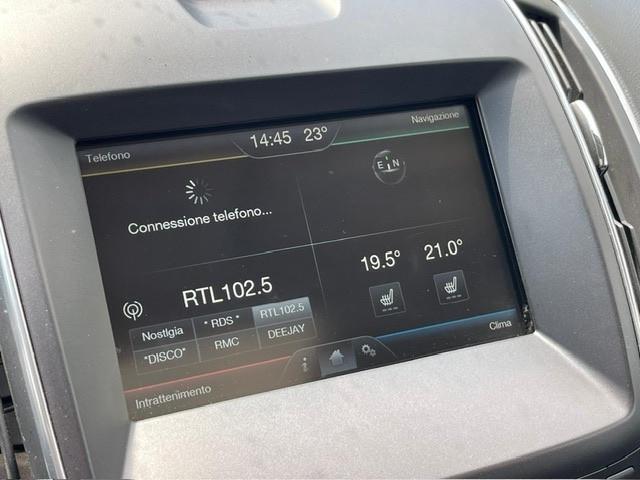 Telefono
14:45 23°
Navigazione
E N
Connessione telefono...
RTL102.5
19.5° 21.0°
Nostlgia
* RDS *
RTL102.5
*DISCO*
RMC
DEEJAY
Clima
Intrattenimento